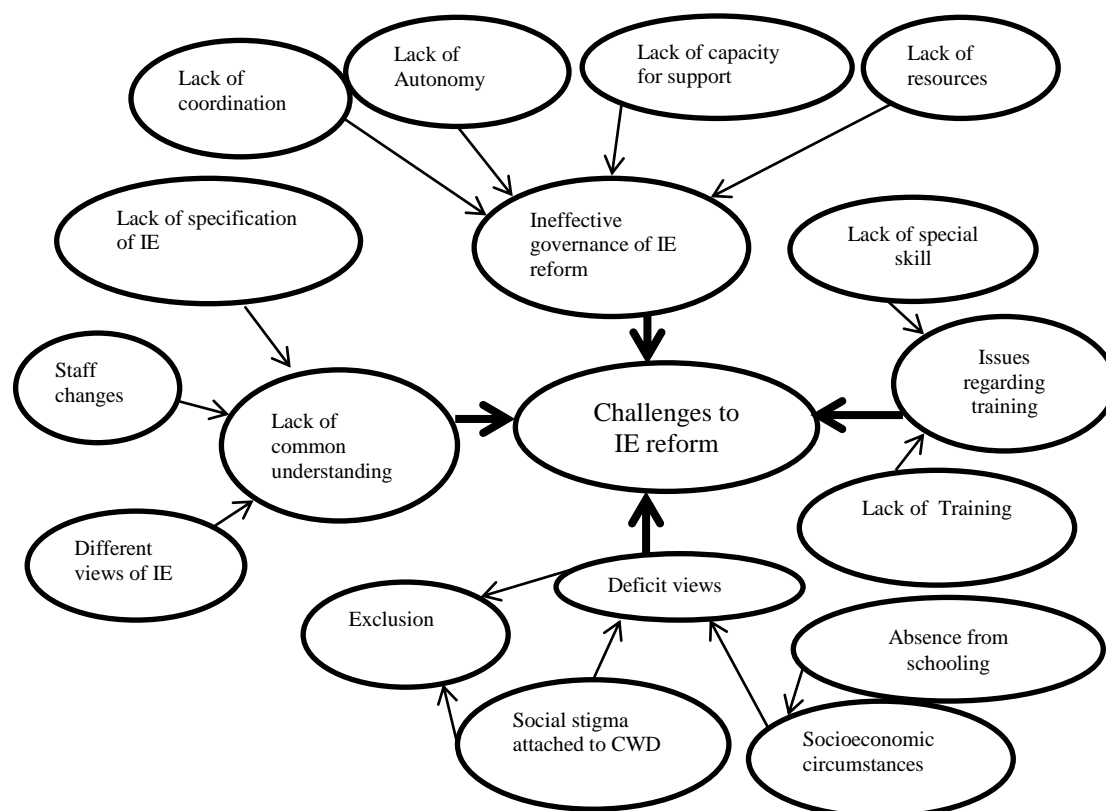 Lack of
coordination
Lack of
Autonomy
Lack of capacity
for support
Lack of
resources
Lack of specification
of IE
Ineffective
governance of IE
reform
Lack of special
skill
Staff
changes
Lack of
common
understanding
Challenges to
IE reform
Issues
regarding
training
Different
views of IE
Lack of  Training
Deficit views
Exclusion
Absence from
schooling
Social stigma
attached to CWD
Socioeconomic
circumstances